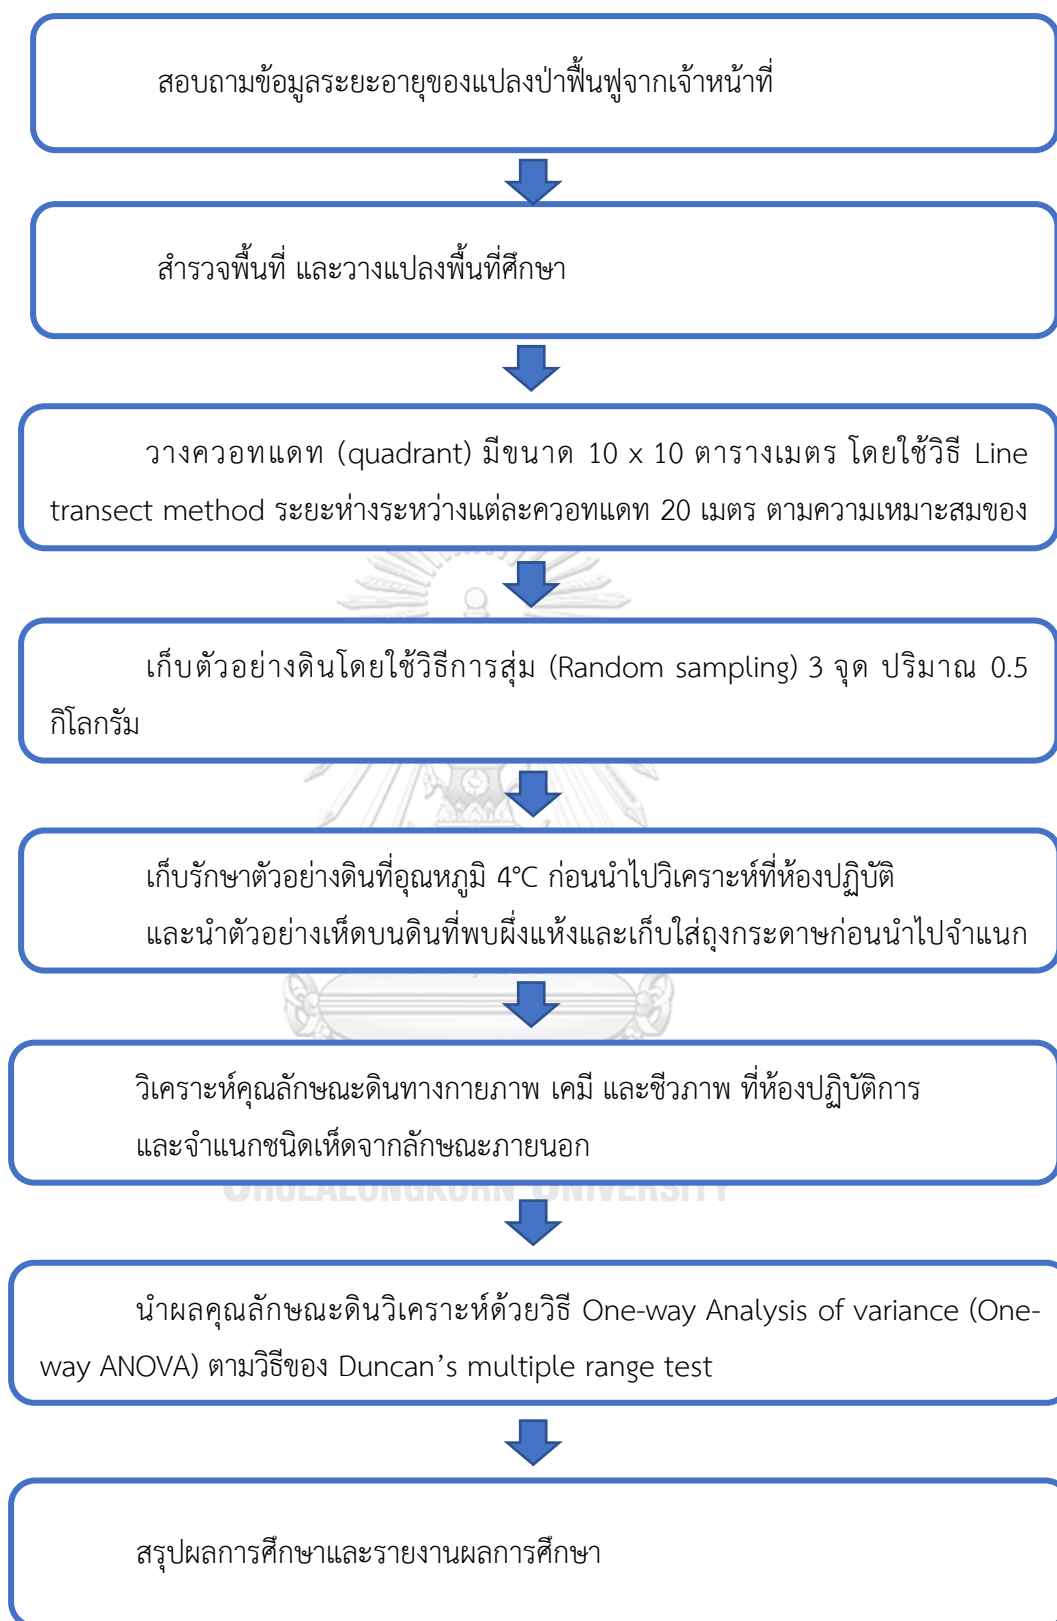 สอบถามข้อมูลระยะอายุของแปลงป่าฟื้นฟูจากเจ้าหน้าที่
สำรวจพื้นที่ และวางแปลงพื้นที่ศึกษา
วางควอทแดท (quadrant) มีขนาด 10 x 10 ตารางเมตร โดยใช้วิธี Line
transect method ระยะห่างระหว่างแต่ละควอทแดท 20 เมตร ตามความเหมาะสมของ
เก็บตัวอย่างดินโดยใช้วิธีการสุ่ม (Random sampling) 3 จุด ปริมาณ 0.5
กิโลกรัม
เก็บรักษาตัวอย่างดินที่อุณหภูมิ 4°C ก่อนนำไปวิเคราะห์ที่ห้องปฏิบัติ
และนำตัวอย่างเห็ดบนดินที่พบผึ่งแห้งและเก็บใส่ถุงกระดาษก่อนนำไปจำแนก
วิเคราะห์คุณลักษณะดินทางกายภาพ เคมี และชีวภาพ ที่ห้องปฏิบัติการ
และจำแนกชนิดเห็ดจากลักษณะภายนอก
CHULALONGKORN UNIVERSITY
นำผลคุณลักษณะดินวิเคราะห์ด้วยวิธี One-way Analysis of variance (One-
way ANOVA) ตามวิธีของ Duncan's multiple range test
สรุปผลการศึกษาและรายงานผลการศึกษา